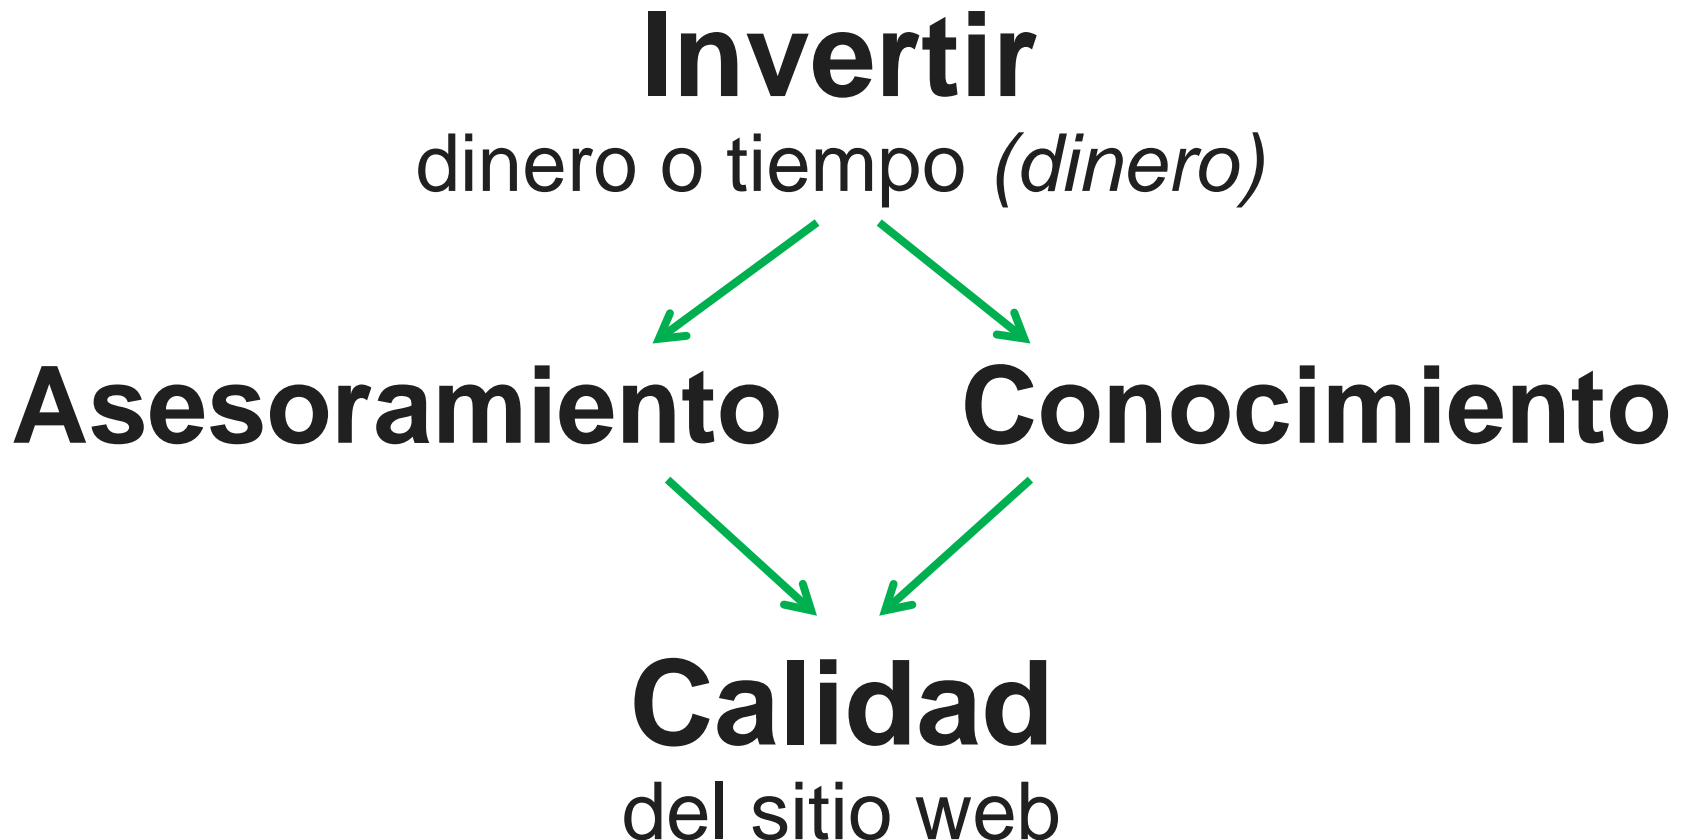 Invertir
dinero o tiempo (dinero)
Asesoramiento
Conocimiento
Calidad
del sitio web